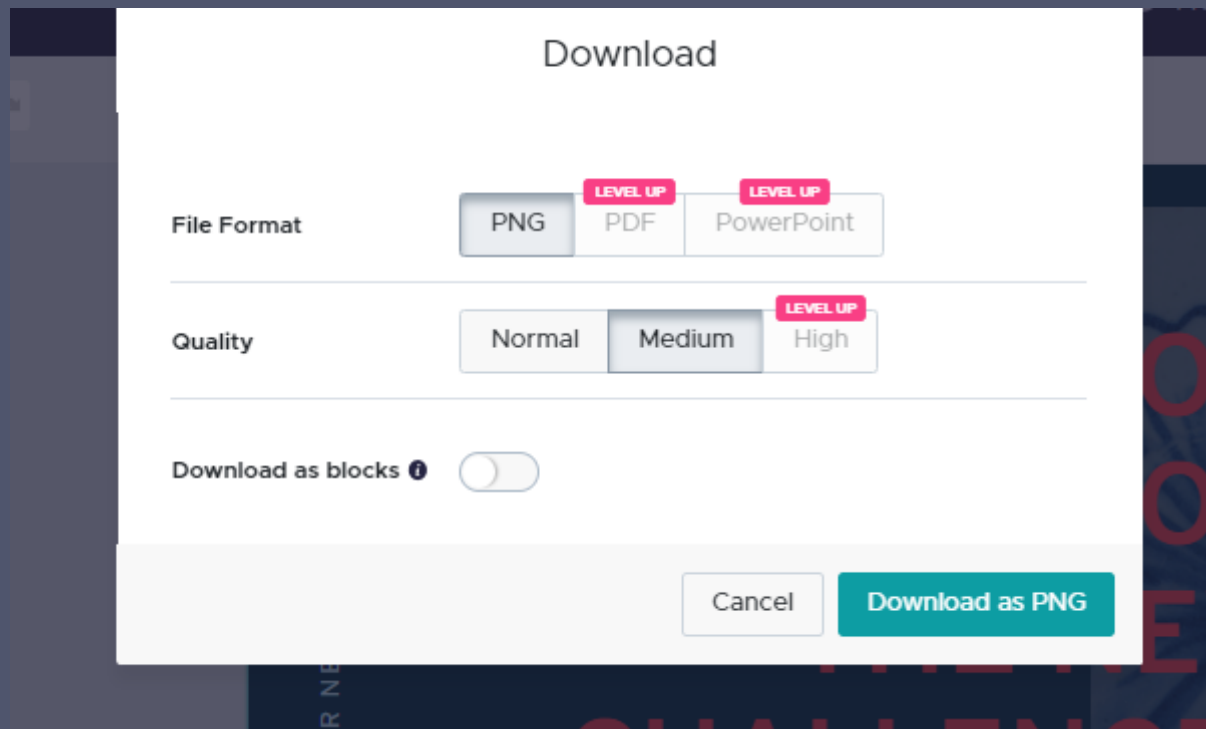 Download
LEVEL UP LEVEL UP
File Format PNG PDF PowerPoint
LEVEL UP
Quality Normal Medium High
Download as blocks
Cancel Download as PNG